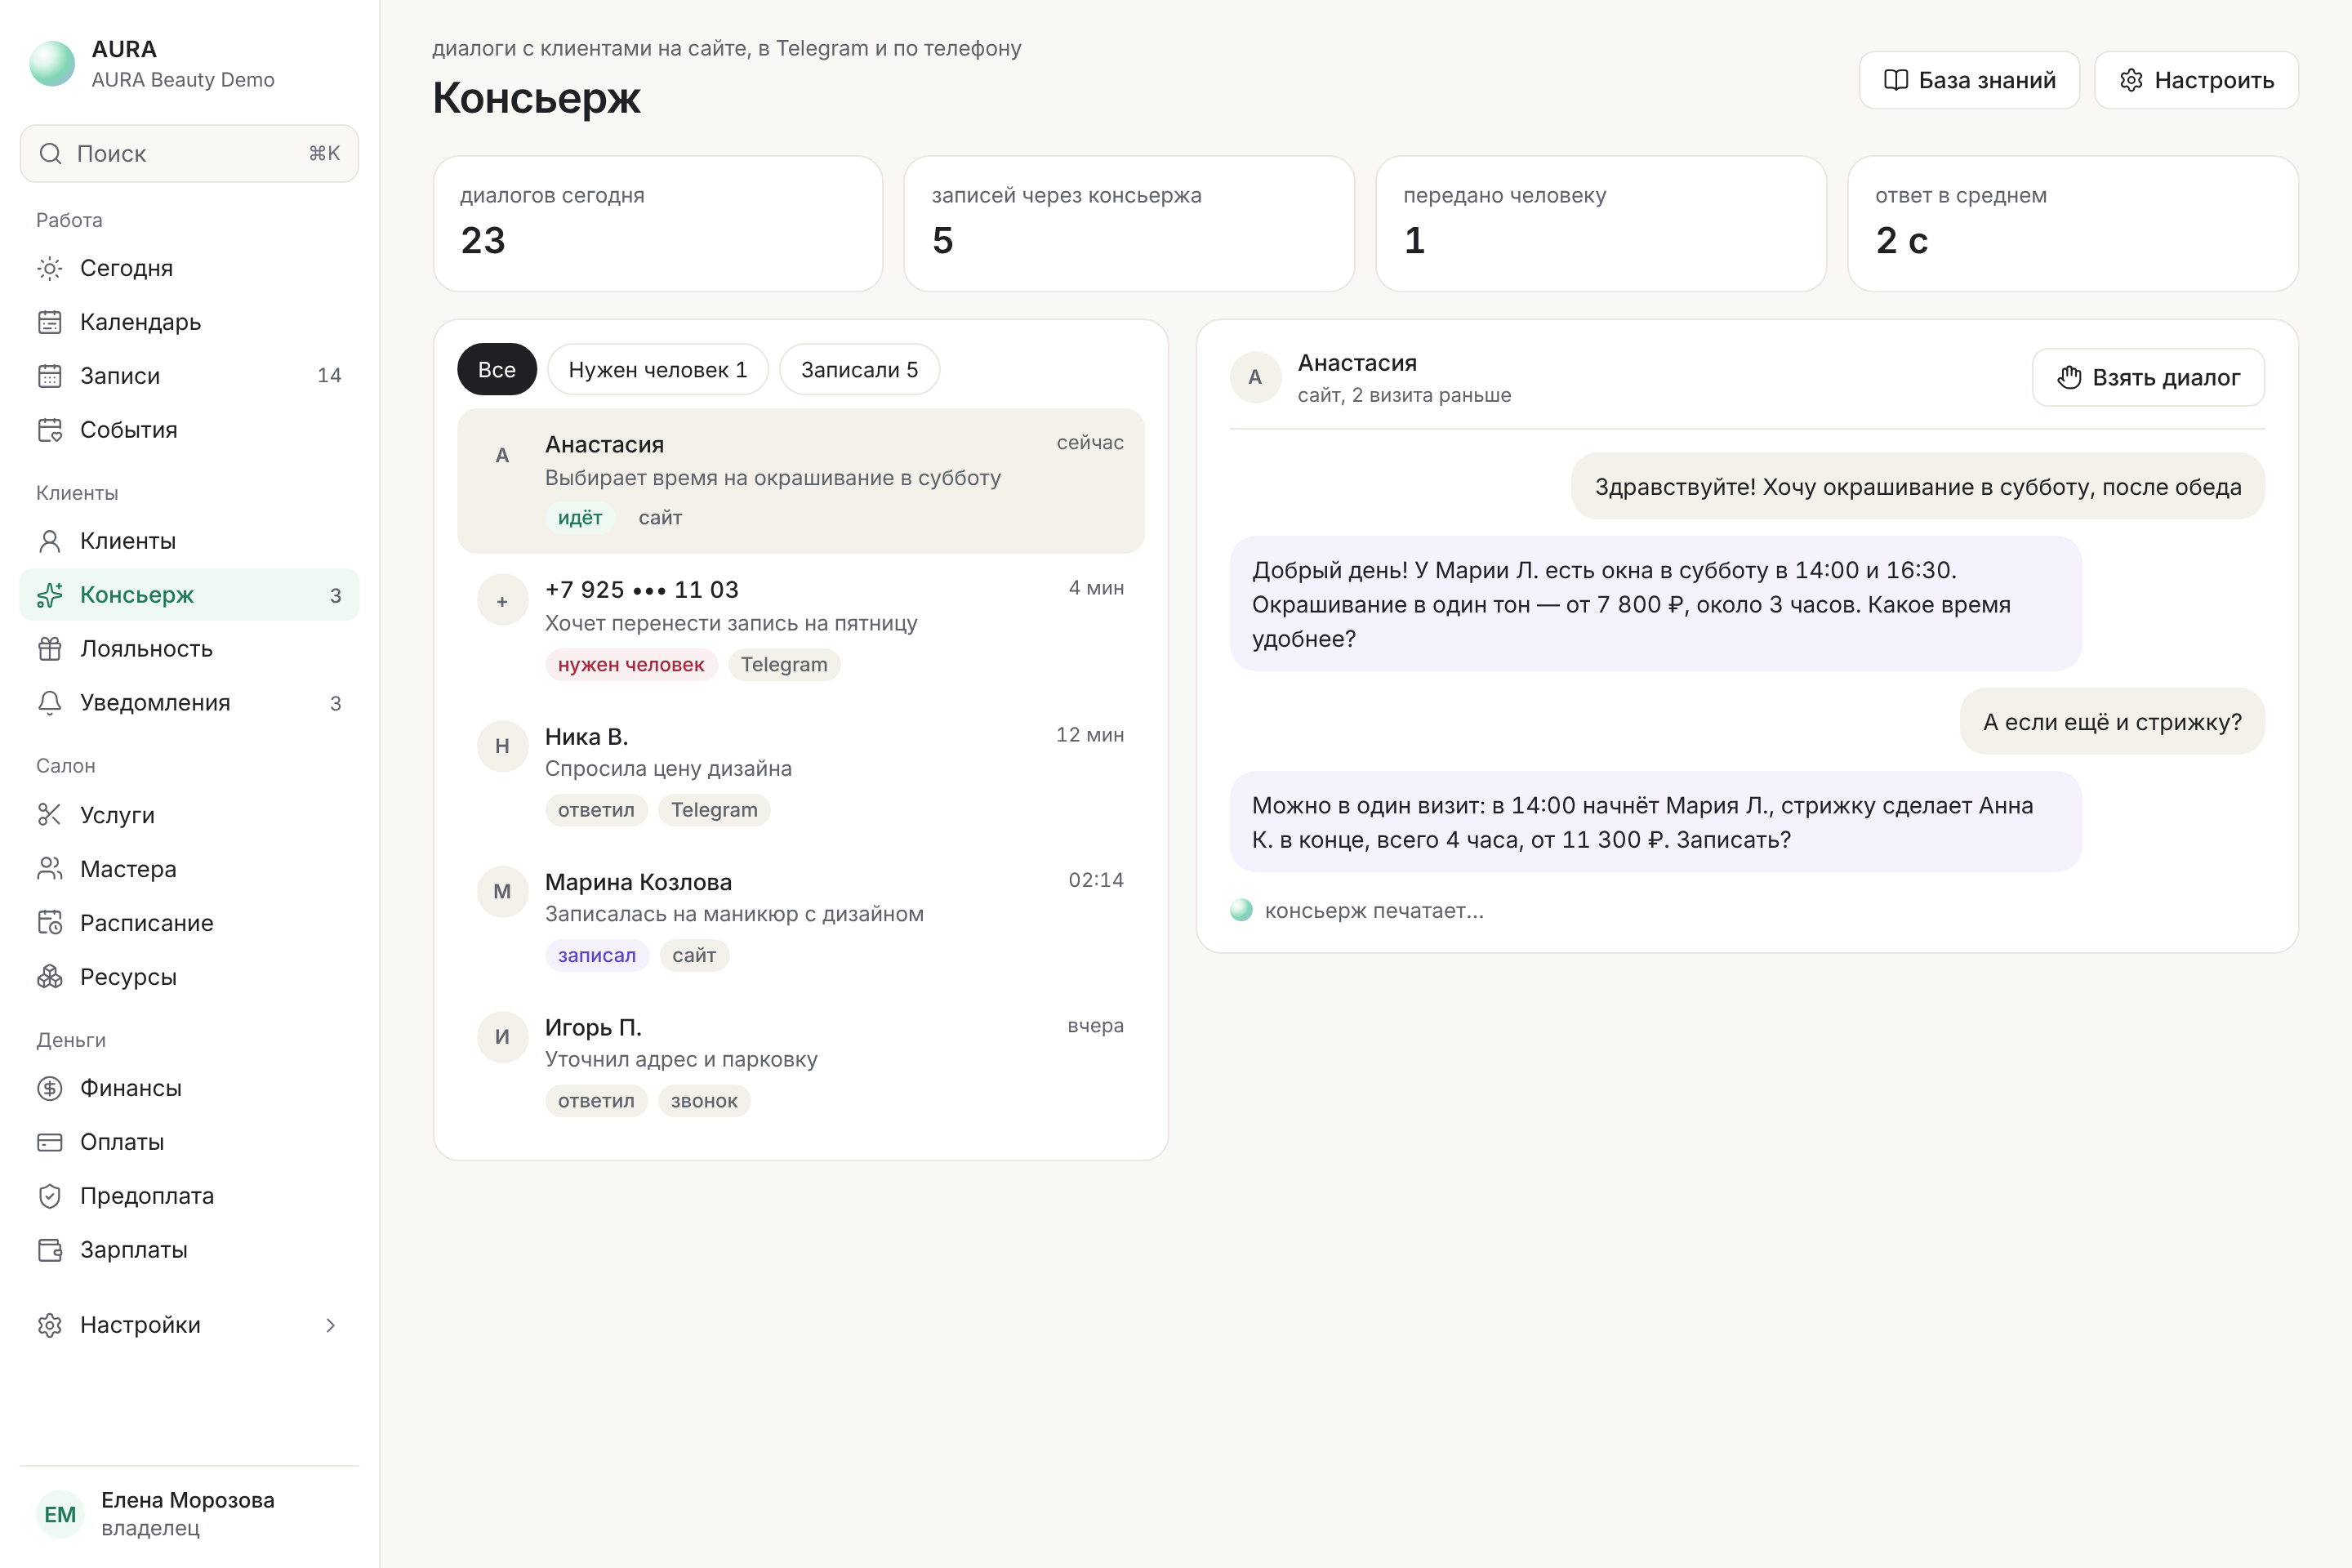 AURA
AURA Beauty Demo
Поиск ⌘K
Работа
Сегодня
Календарь
Записи 14
События
Клиенты
Клиенты
Консьерж 3
Лояльность
Уведомления 3
Салон
Услуги
Мастера
Расписание
Ресурсы
Деньги
Финансы
Оплаты
Предоплата
Зарплаты
Настройки
ЕМ
Елена Морозова
владелец
диалоги с клиентами на сайте, в Telegram и по телефону
Консьерж
База знаний
Настроить
диалогов сегодня
23
записей через консьержа
5
передано человеку
1
ответ в среднем
2 с
Все
Нужен человек 1
Записали 5
А
Анастасия сейчас
Выбирает время на окрашивание в субботу
идёт сайт
+
+7 925 ••• 11 03 4 мин
Хочет перенести запись на пятницу
нужен человек Telegram
Н
Ника В. 12 мин
Спросила цену дизайна
ответил Telegram
М
Марина Козлова 02:14
Записалась на маникюр с дизайном
записал сайт
И
Игорь П. вчера
Уточнил адрес и парковку
ответил звонок
А
Анастасия
сайт, 2 визита раньше
Взять диалог
Здравствуйте! Хочу окрашивание в субботу, после обеда
Добрый день! У Марии Л. есть окна в субботу в 14:00 и 16:30.
Окрашивание в один тон — от 7 800 ₽, около 3 часов. Какое время
удобнее?
А если ещё и стрижку?
Можно в один визит: в 14:00 начнёт Мария Л., стрижку сделает Анна
К. в конце, всего 4 часа, от 11 300 ₽. Записать?
консьерж печатает...